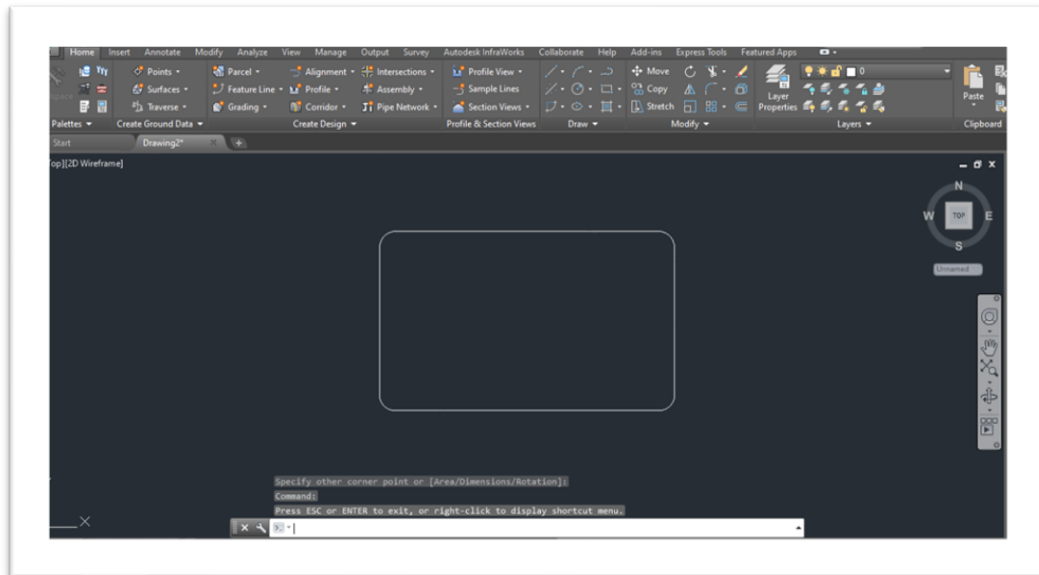 Home Insert Annotate Modify Analyze View Manage Output Survey Autodesk InfraWorks Collaborate Help Add-ins Express Tools Featured Apps
Points Parcel Alignment Intersections Profile View Move 0
Surfaces Feature Line Profile Assembly Sample Lines Copy
Traverse Grading Corridor Pipe Network Section Views Stretch Layer Properties Paste
Palettes Create Ground Data Create Design Profile & Section Views Draw Modify Layers Clipboard
Start Drawing2*
[2D Wireframe]
N
W TOP E
S
Unnamed
Specify other corner point or [Area/Dimensions/Rotation]:
Command:
Press ESC or ENTER to exit, or right-click to display shortcut menu.
X